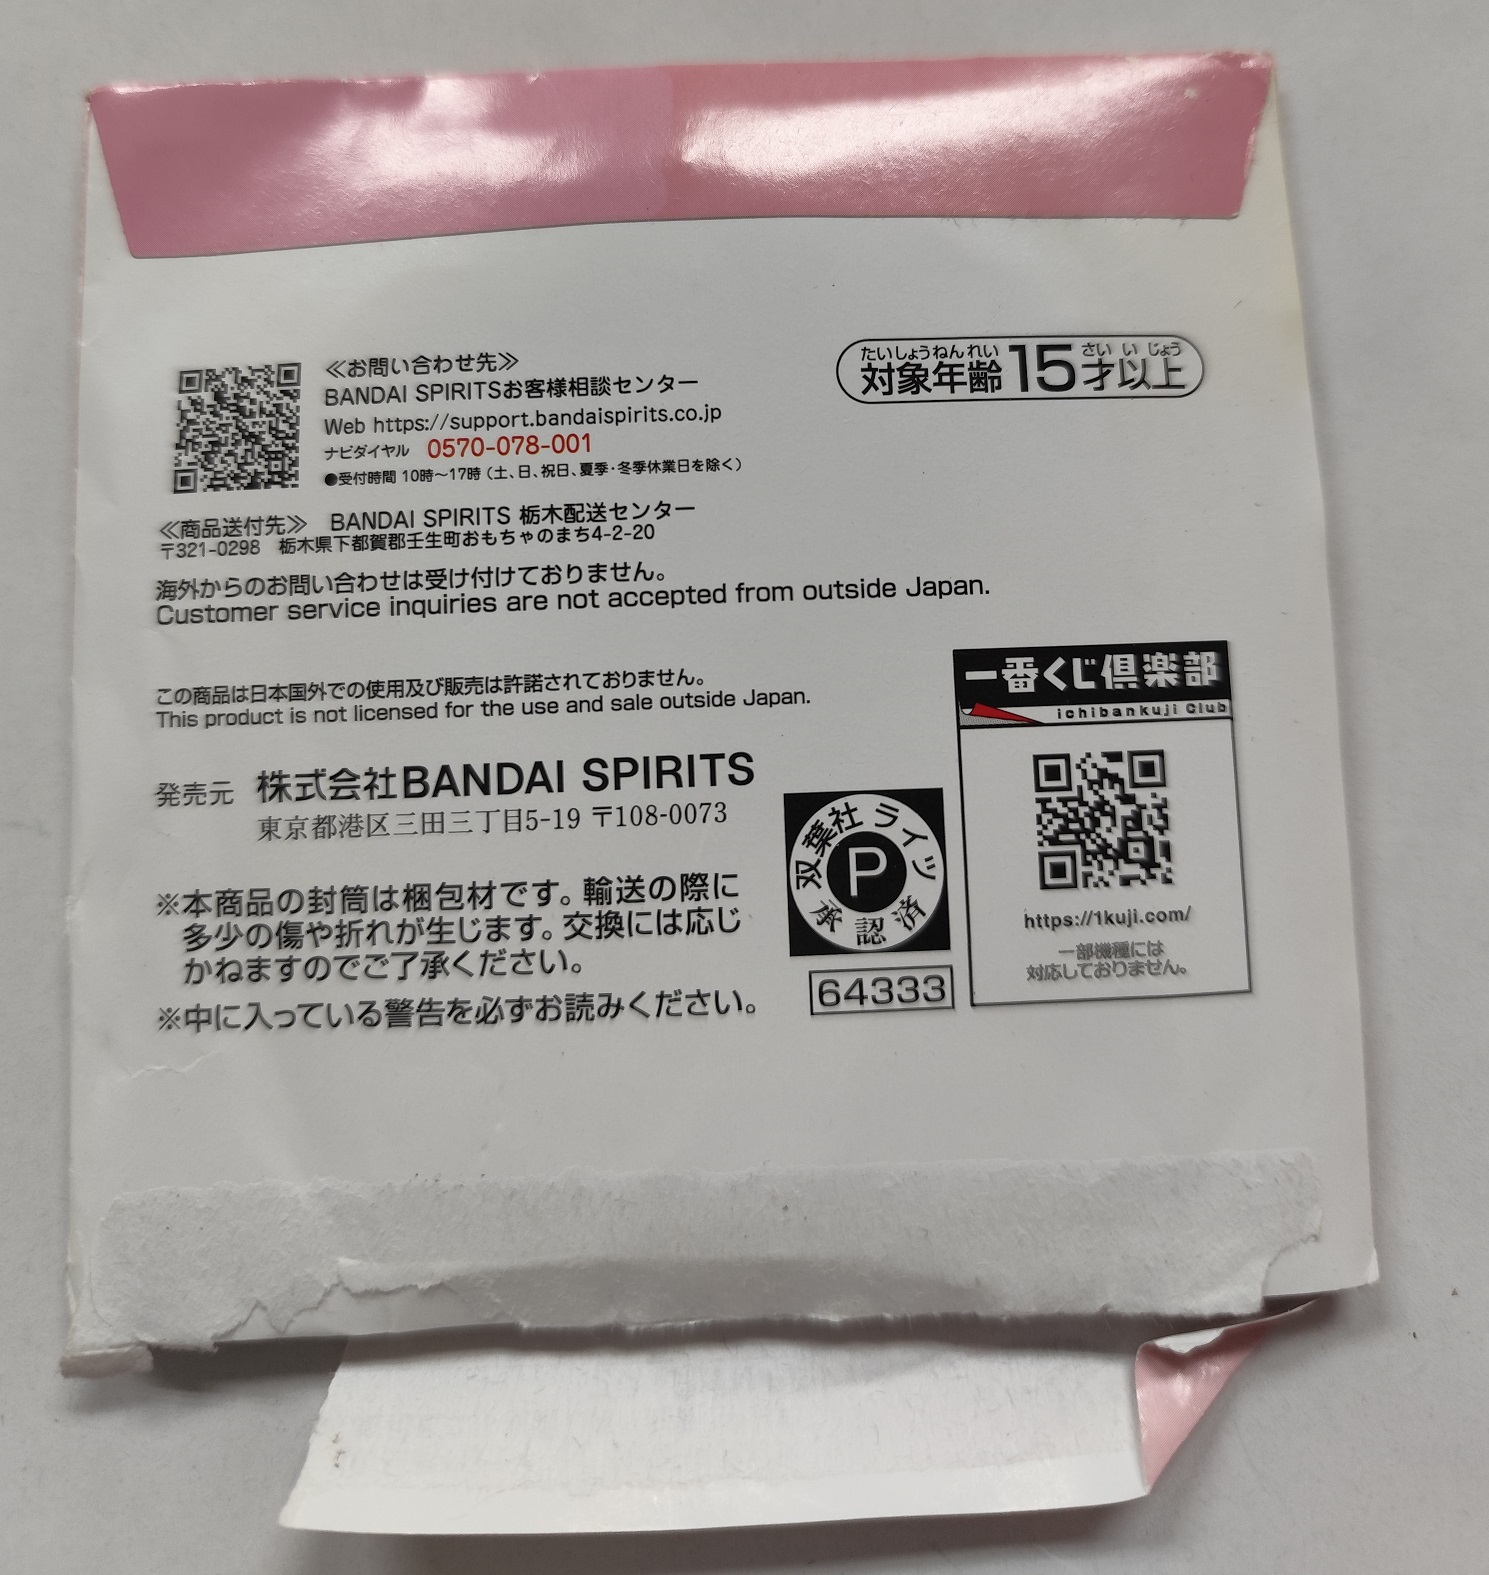 ≪お問い合わせ先≫
BANDAI SPIRITSお客様相談センター
Web https://support.bandaispirits.co.jp
ナビダイヤル 0570-078-001
●受付時間 10時～17時(土、日、祝日、夏季・冬季休業日を除く)
たいしょうねんれい さい い じょう
対象年齢15才以上
≪商品送付先≫ BANDAI SPIRITS 栃木配送センター
〒321-0298 栃木県下都賀郡壬生町おもちゃのまち4-2-20
海外からのお問い合わせは受け付けておりません。
Customer service inquiries are not accepted from outside Japan.
この商品は日本国外での使用及び販売は許諾されておりません。
This product is not licensed for the use and sale outside Japan.
発売元 株式会社BANDAI SPIRITS
東京都港区三田三丁目5-19 〒108-0073
※本商品の封筒は梱包材です。輸送の際に
多少の傷や折れが生じます。交換には応じ
かねますのでご了承ください。
※中に入っている警告を必ずお読みください。
双葉社 ライツ
P
承認済
64333
一番くじ倶楽部
ichibankuji Club
https://1kuji.com/
一部機種には
対応しておりません。